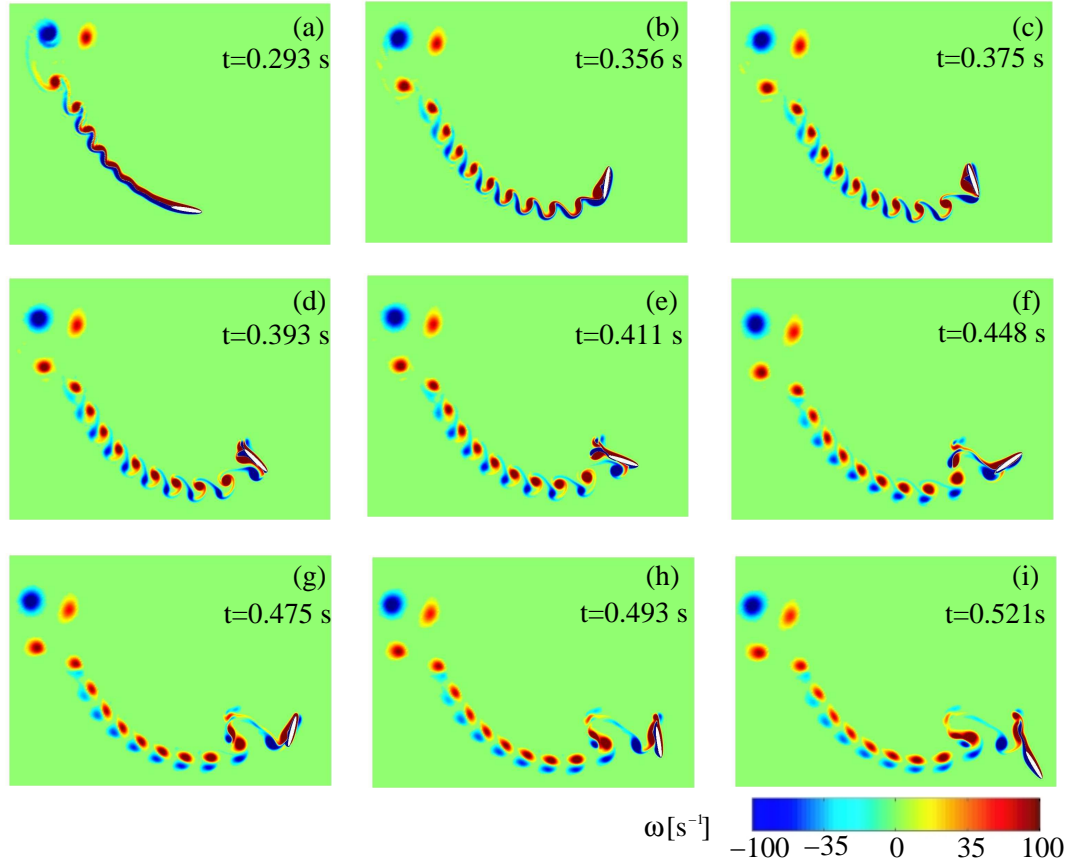 (a)
t=0.293 s
(b)
t=0.356 s
(c)
t=0.375 s
(d)
t=0.393 s
(e)
t=0.411 s
(f)
t=0.448 s
(g)
t=0.475 s
(h)
t=0.493 s
(i)
t=0.521s
ω[s⁻¹]
−100 −35 0 35 100